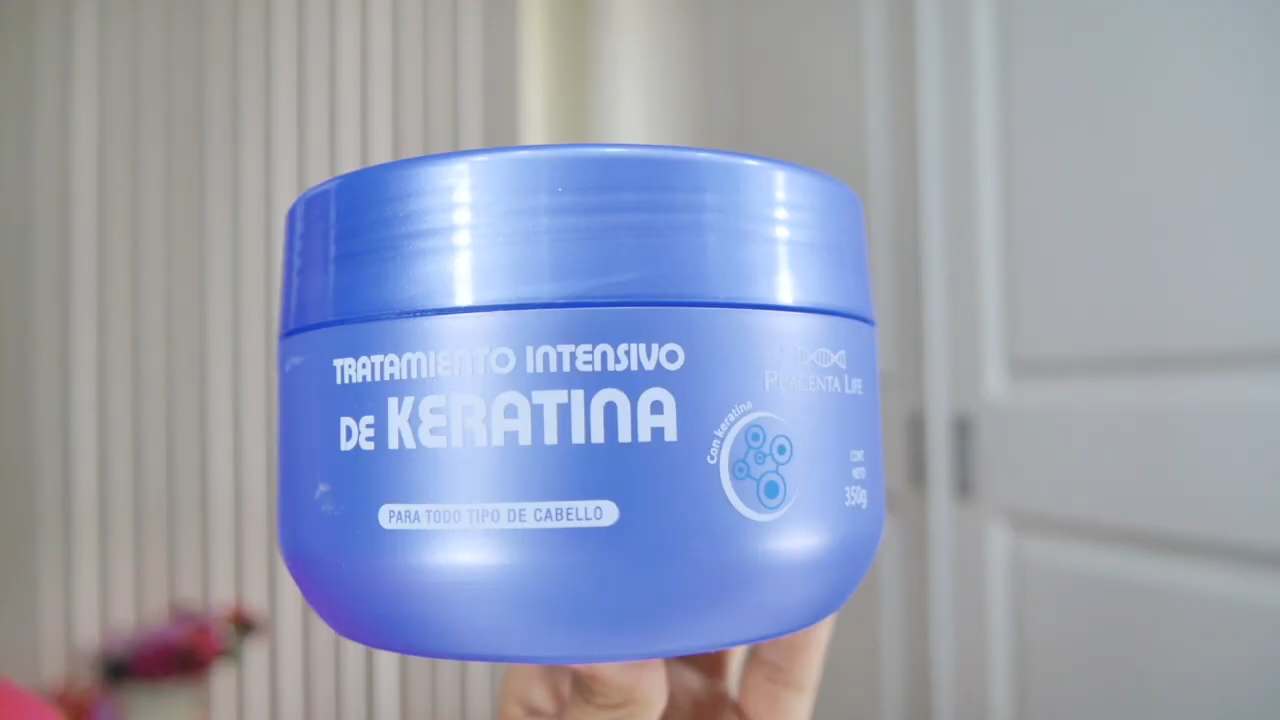 TRATAMIENTO INTENSIVO
DE KERATINA
PARA TODO TIPO DE CABELLO
PLACENTA LIFE
Con keratina
CONT
NETO
350g